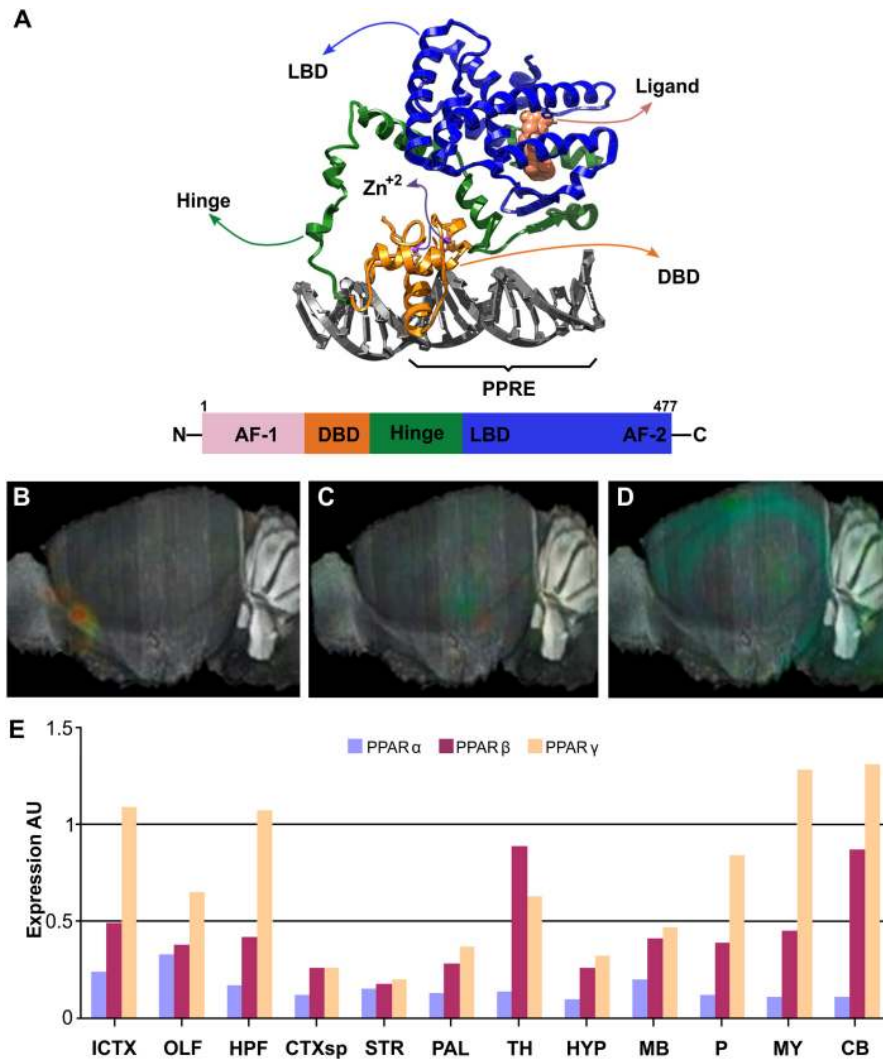 A
LBD
Ligand
Zn+2
Hinge
DBD
PPRE
1 477
N AF-1 DBD Hinge LBD AF-2 C
B C D
E
1.5
PPARα PPARβ PPARγ
1
Expression AU
0.5
0
ICTX OLF HPF CTXsp STR PAL TH HYP MB P MY CB